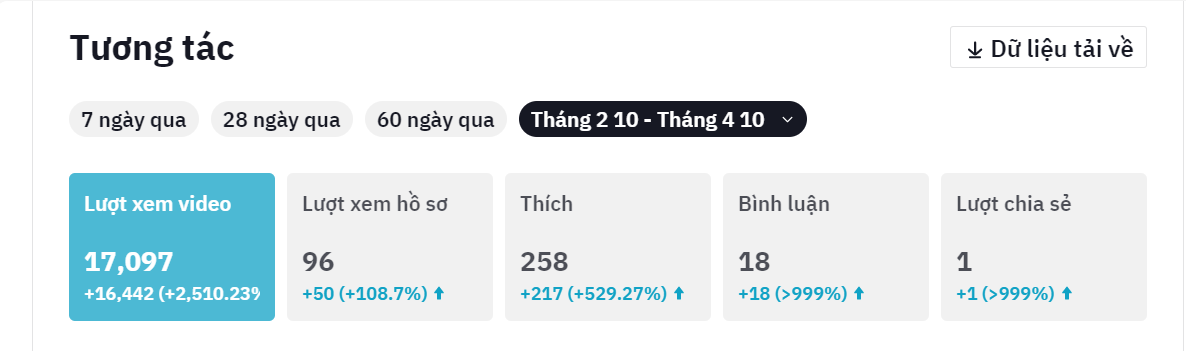 Tương tác
Dữ liệu tải về
7 ngày qua
28 ngày qua
60 ngày qua
Tháng 2 10 - Tháng 4 10
Lượt xem video
17,097
+16,442 (+2,510.23%
Lượt xem hồ sơ
96
+50 (+108.7%)
Thích
258
+217 (+529.27%)
Bình luận
18
+18 (>999%)
Lượt chia sẻ
1
+1 (>999%)